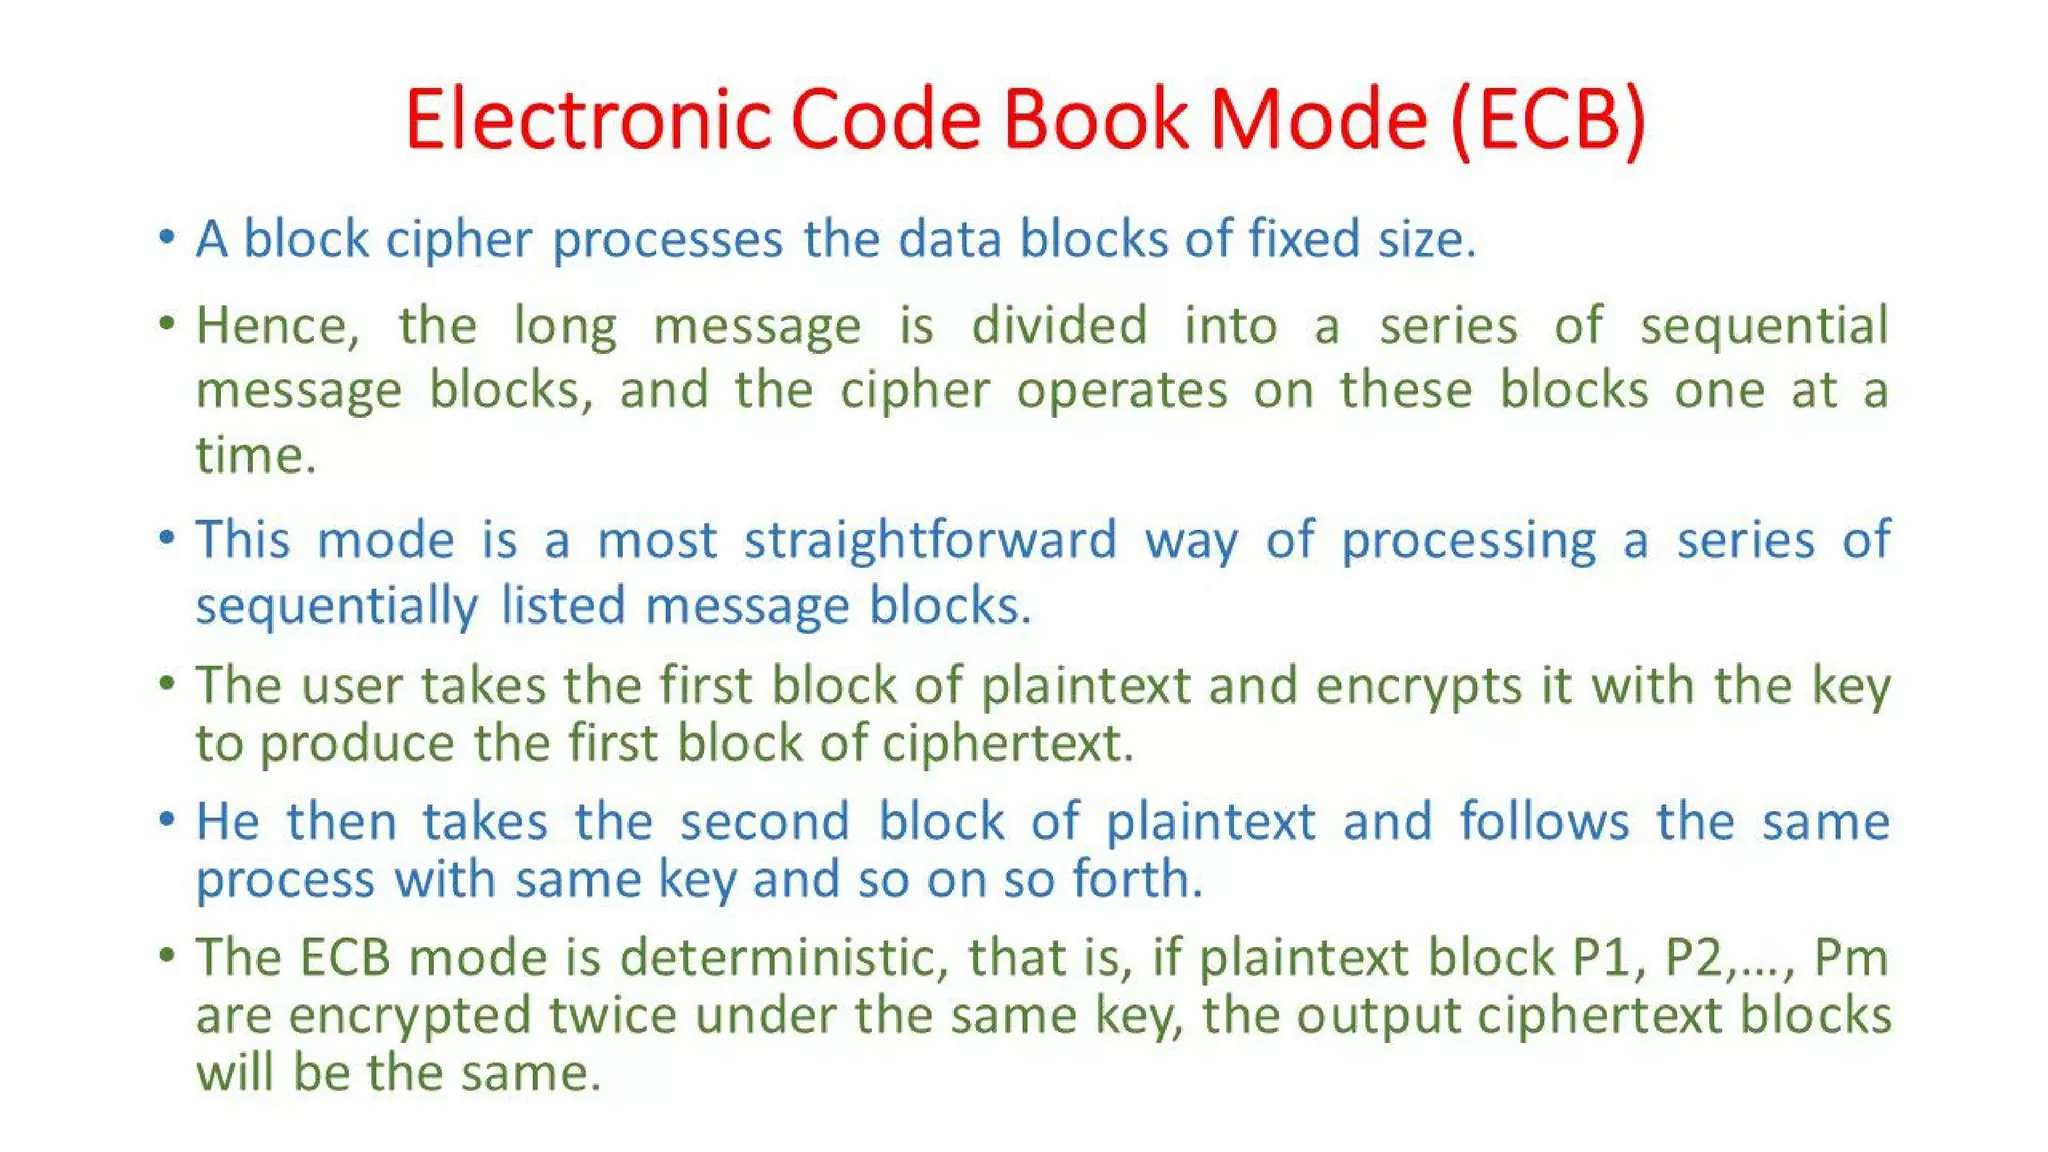 Electronic Code Book Mode (ECB)
• A block cipher processes the data blocks of fixed size.
• Hence, the long message is divided into a series of sequential
message blocks, and the cipher operates on these blocks one at a
time.
• This mode is a most straightforward way of processing a series of
sequentially listed message blocks.
• The user takes the first block of plaintext and encrypts it with the key
to produce the first block of ciphertext.
• He then takes the second block of plaintext and follows the same
process with same key and so on so forth.
• The ECB mode is deterministic, that is, if plaintext block P1, P2,…, Pm
are encrypted twice under the same key, the output ciphertext blocks
will be the same.